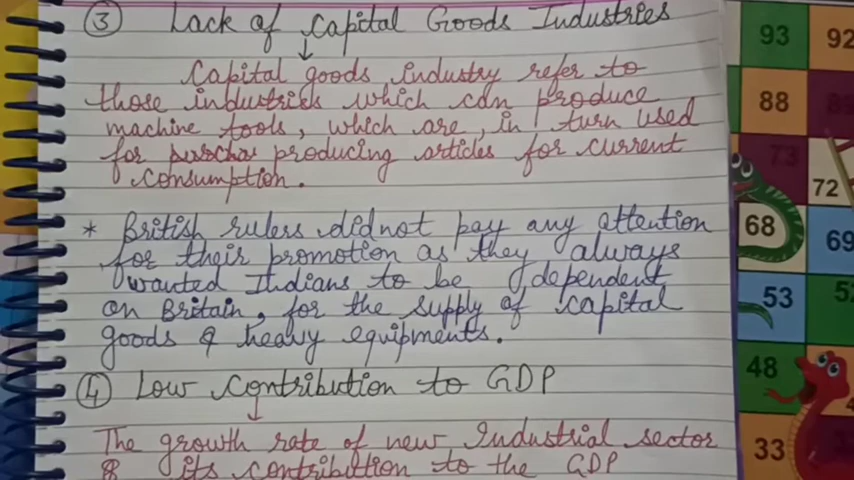 ③ Lack of Capital Goods Industries
↓
Capital goods industry refer to
those industries which can produce
machine tools, which are, in turn used
for producing articles for current
consumption.
* British rulers did not pay any attention
for their promotion as they always
wanted Indians to be dependent
on Britain, for the supply of capital
goods & heavy equipments.
④ Low contribution to GDP
↓
The growth rate of new Industrial sector
& its contribution to the GDP
93 92
88
73
72
68 69
53 52
48
33